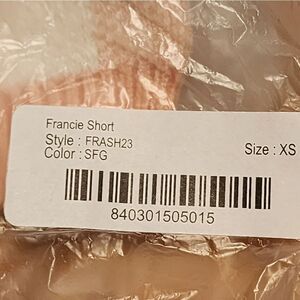 Francie Short
Style : FRASH23
Color : SFG
Size : XS
840301505015